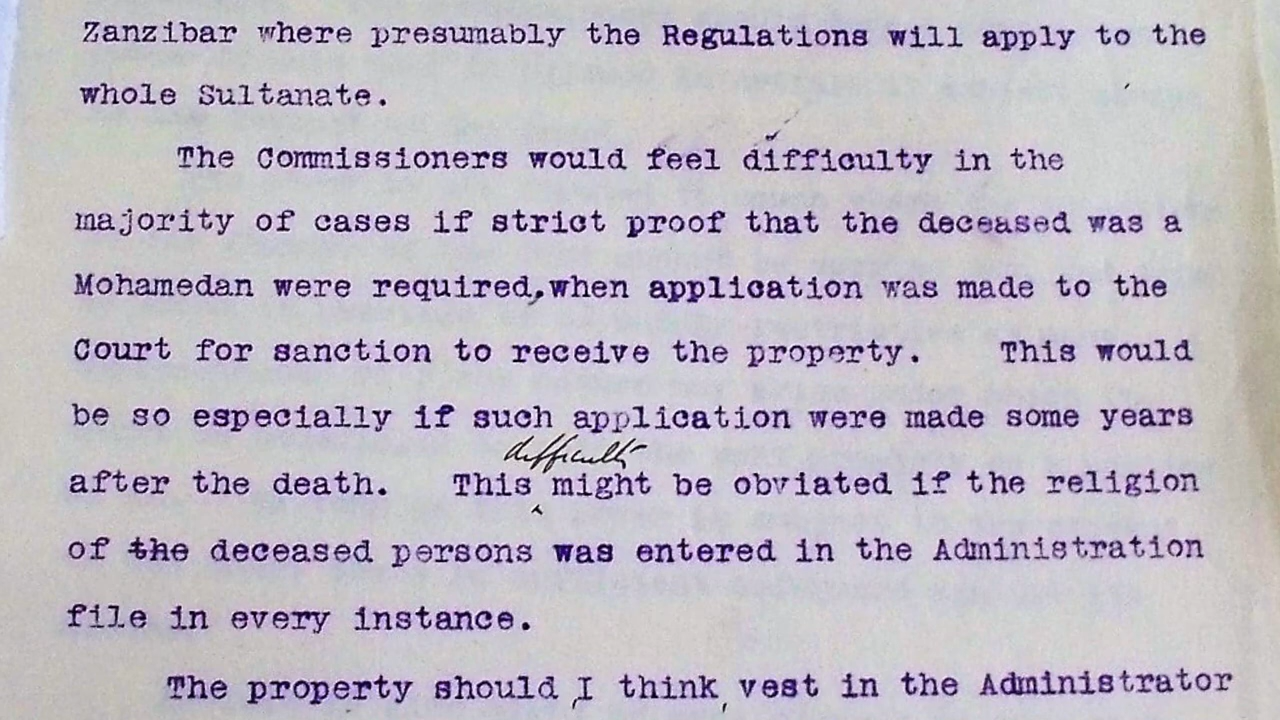 Zanzibar where presumably the Regulations will apply to the
whole Sultanate.
The Commissioners would feel difficulty in the
majority of cases if strict proof that the deceased was a
Mohamedan were required, when application was made to the
Court for sanction to receive the property. This would
be so especially if such application were made some years
difficulty
after the death. This might be obviated if the religion
of the deceased persons was entered in the Administration
file in every instance.
The property should, I think, vest in the Administrator